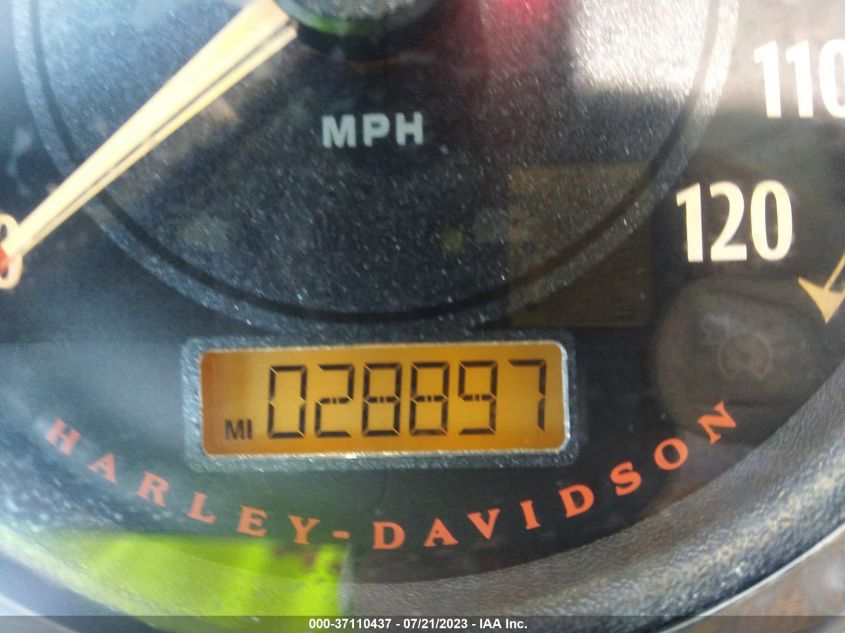 110
MPH
120
MI 028897
HARLEY-DAVIDSON
000-37110437 - 07/21/2023 - IAA Inc.